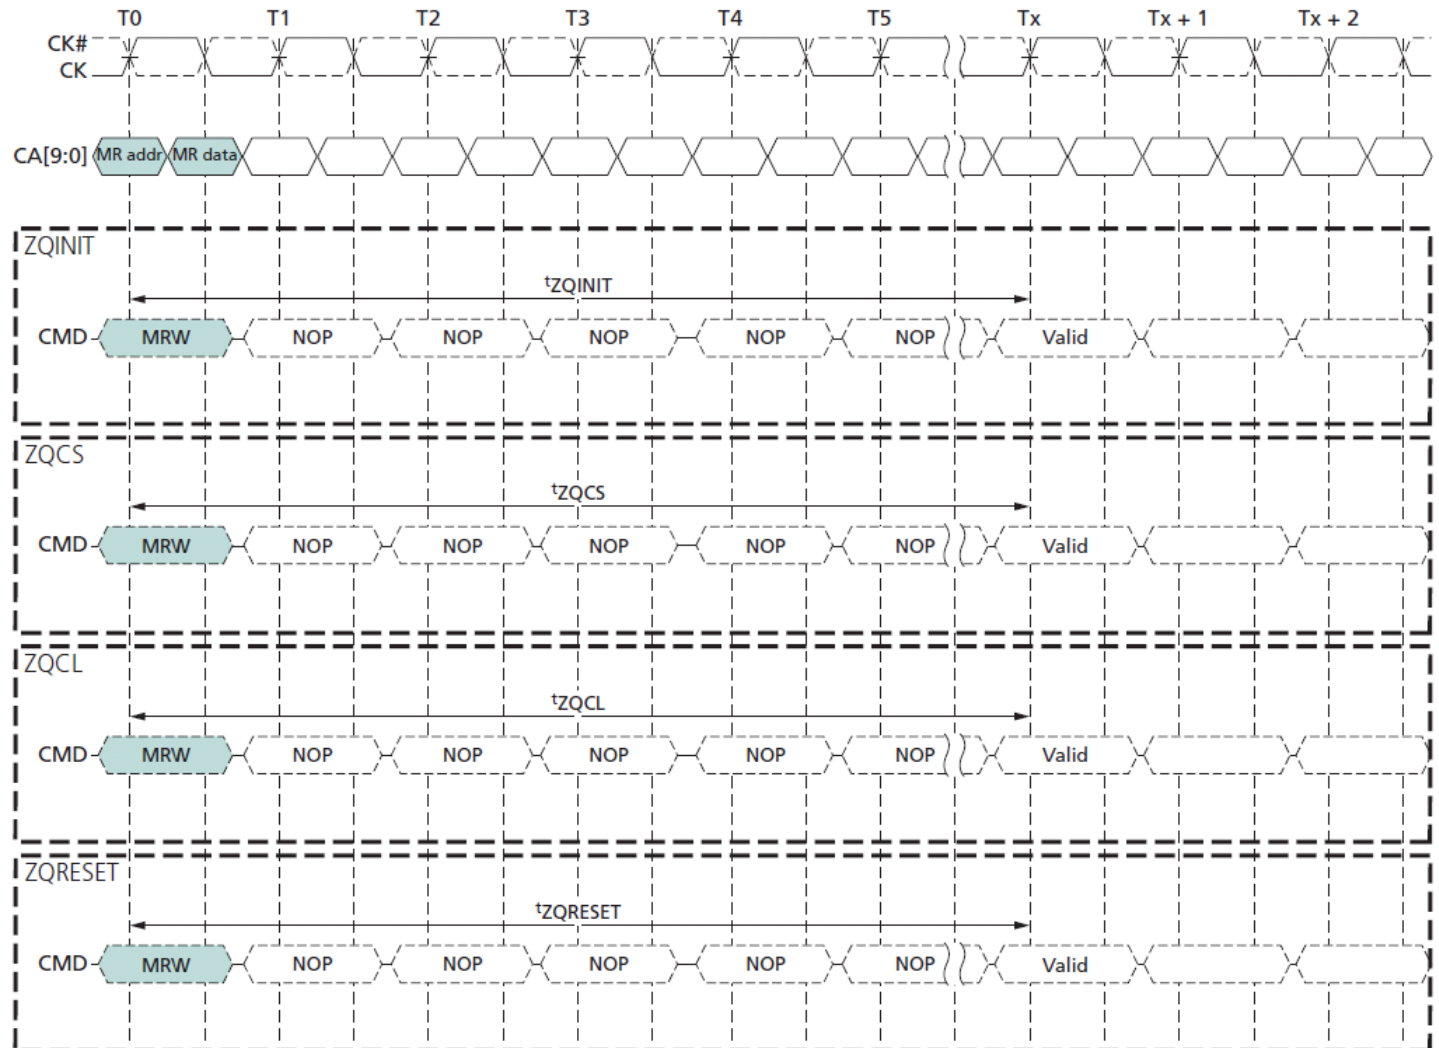 T0 T1 T2 T3 T4 T5 Tx Tx + 1 Tx + 2
CK#
CK
CA[9:0] MR addr MR data
ZQINIT
tZQINIT
CMD MRW NOP NOP NOP NOP NOP Valid
ZQCS
tZQCS
CMD MRW NOP NOP NOP NOP NOP Valid
ZQCL
tZQCL
CMD MRW NOP NOP NOP NOP NOP Valid
ZQRESET
tZQRESET
CMD MRW NOP NOP NOP NOP NOP Valid